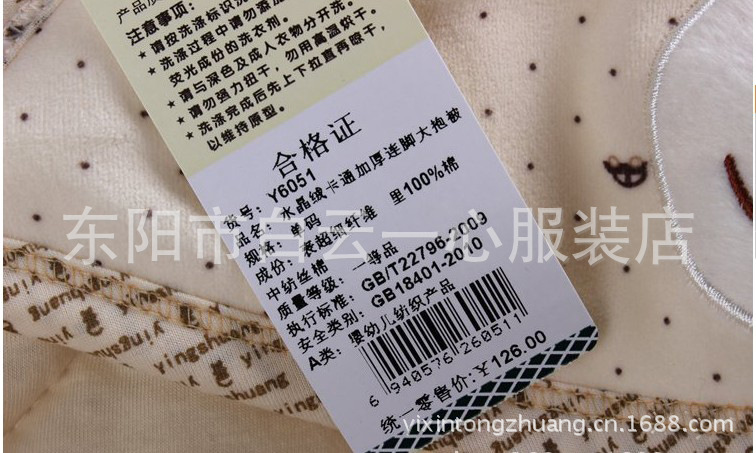 产品
注意事项:
● 请按洗涤标识洗
● 洗涤过程中请勿添加
荧光成份的洗衣剂。
● 请与深色及成人衣物分开洗。
● 请勿强力扭干,勿用高温烘干。
● 洗涤完成后先上下拉直再晾干,
以维持原型。
合格证
货号: Y6051
品名: 水晶绒卡通加厚连脚大抱被
规格: 均码
成份: 表超细纤维 里100%棉
中纺丝棉
质量等级: 一等品
执行标准: GB/T22796-2009
安全类别: GB18401-2010
A类: 婴幼儿纺织产品
6 940576 260511
统一零售价:¥126.00
东阳市白云一心服装店
yingshuang
yixintongzhuang.cn.1688.com